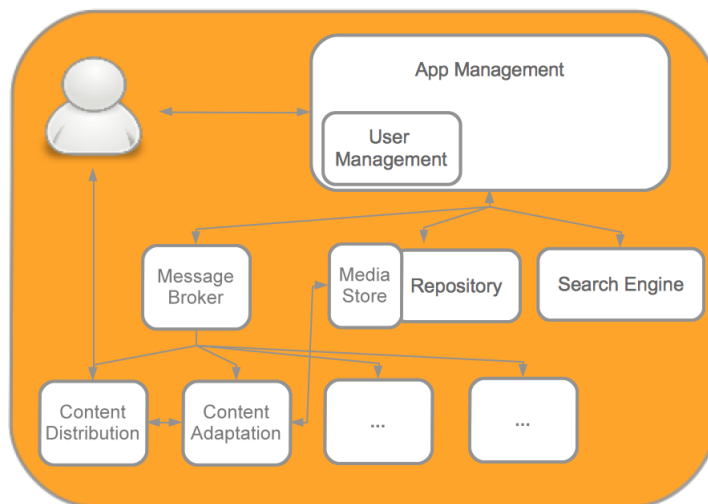 App Management
User
Management
Message
Broker
Media
Store
Repository
Search Engine
Content
Distribution
Content
Adaptation
...
...